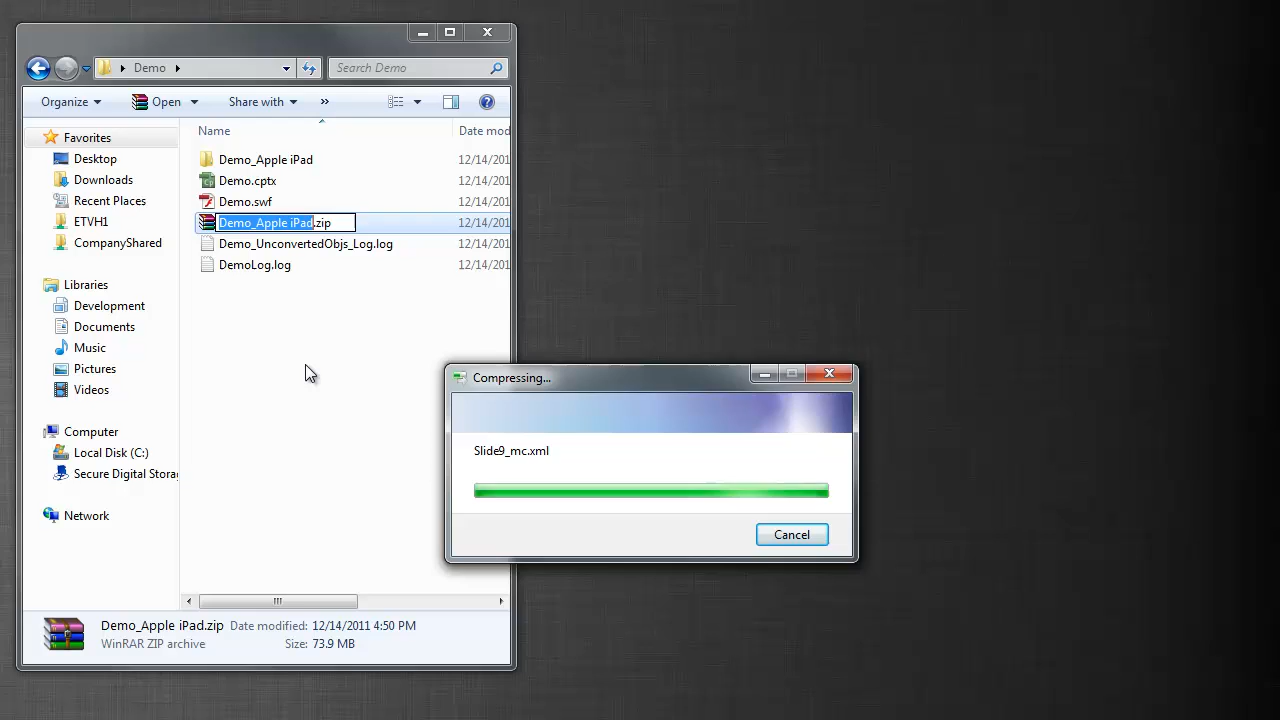 Demo
Search Demo
Organize Open Share with »
Favorites
Desktop
Downloads
Recent Places
ETVH1
CompanyShared
Libraries
Development
Documents
Music
Pictures
Videos
Computer
Local Disk (C:)
Secure Digital Stora
Network
Name Date mod
Demo_Apple iPad 12/14/201
Demo.cptx 12/14/201
Demo.swf 12/14/201
Demo_Apple iPad.zip 12/14/201
Demo_UnconvertedObjs_Log.log 12/14/201
DemoLog.log 12/14/201
Compressing...
Slide9_mc.xml
Cancel
Demo_Apple iPad.zip Date modified: 12/14/2011 4:50 PM
WinRAR ZIP archive Size: 73.9 MB